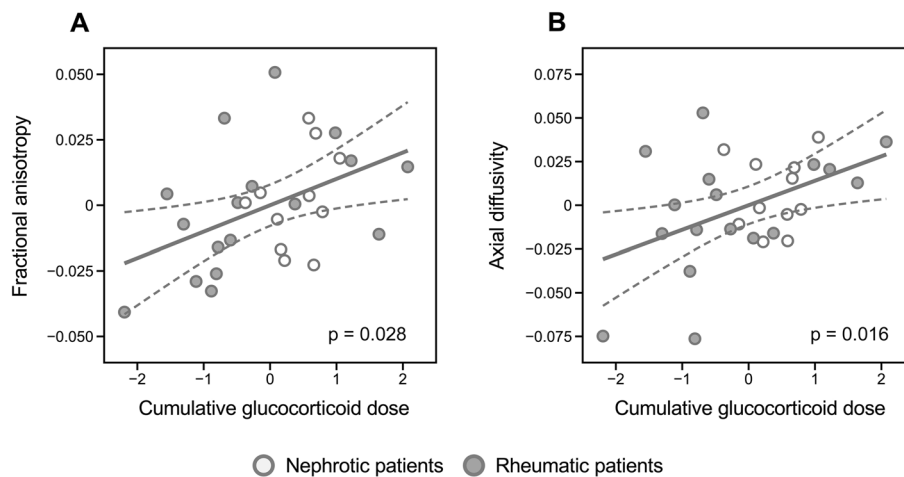 A
B
Fractional anisotropy
0.050
0.025
0
−0.025
−0.050
p = 0.028
−2 −1 0 1 2
Cumulative glucocorticoid dose
Axial diffusivity
0.075
0.050
0.025
0
−0.025
−0.050
−0.075
p = 0.016
−2 −1 0 1 2
Cumulative glucocorticoid dose
Nephrotic patients
Rheumatic patients